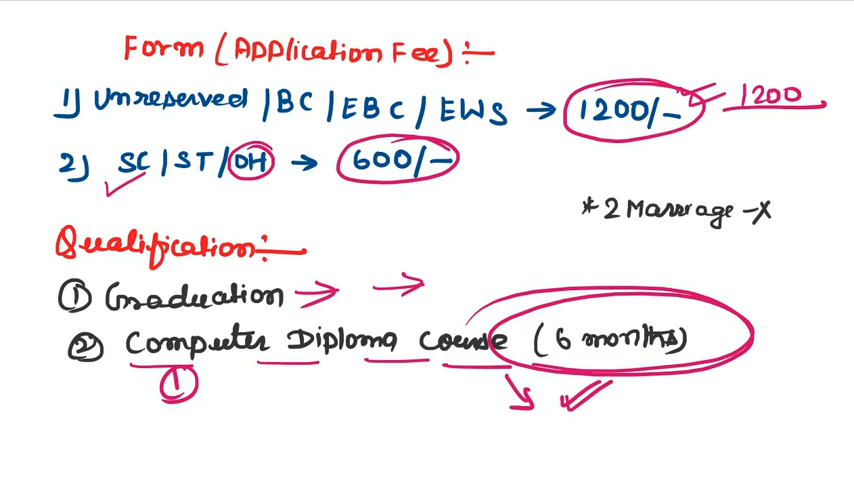 Form (Application Fee):-
1) Unreserved /BC / EBC / EWS → 1200/- 1200
2) SC / ST / OH → 600/-
* 2 Marriage - X
Qualification:-
① Graduation →  →
② Computer Diploma Course (6 months)
①